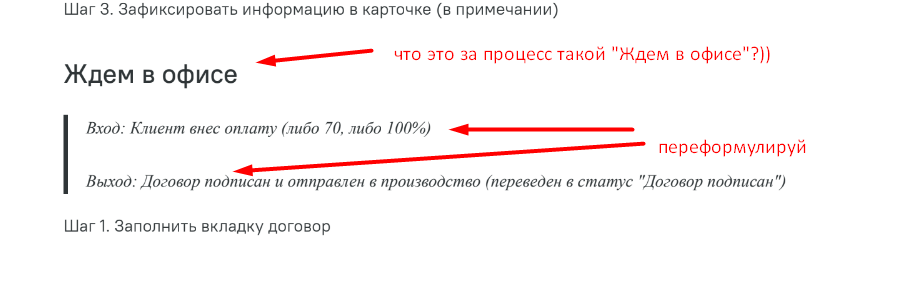 Шаг 3. Зафиксировать информацию в карточке (в примечании)
что это за процесс такой "Ждем в офисе"?))
Ждем в офисе
Вход: Клиент внес оплату (либо 70, либо 100%)
переформулируй
Выход: Договор подписан и отправлен в производство (переведен в статус "Договор подписан")
Шаг 1. Заполнить вкладку договор